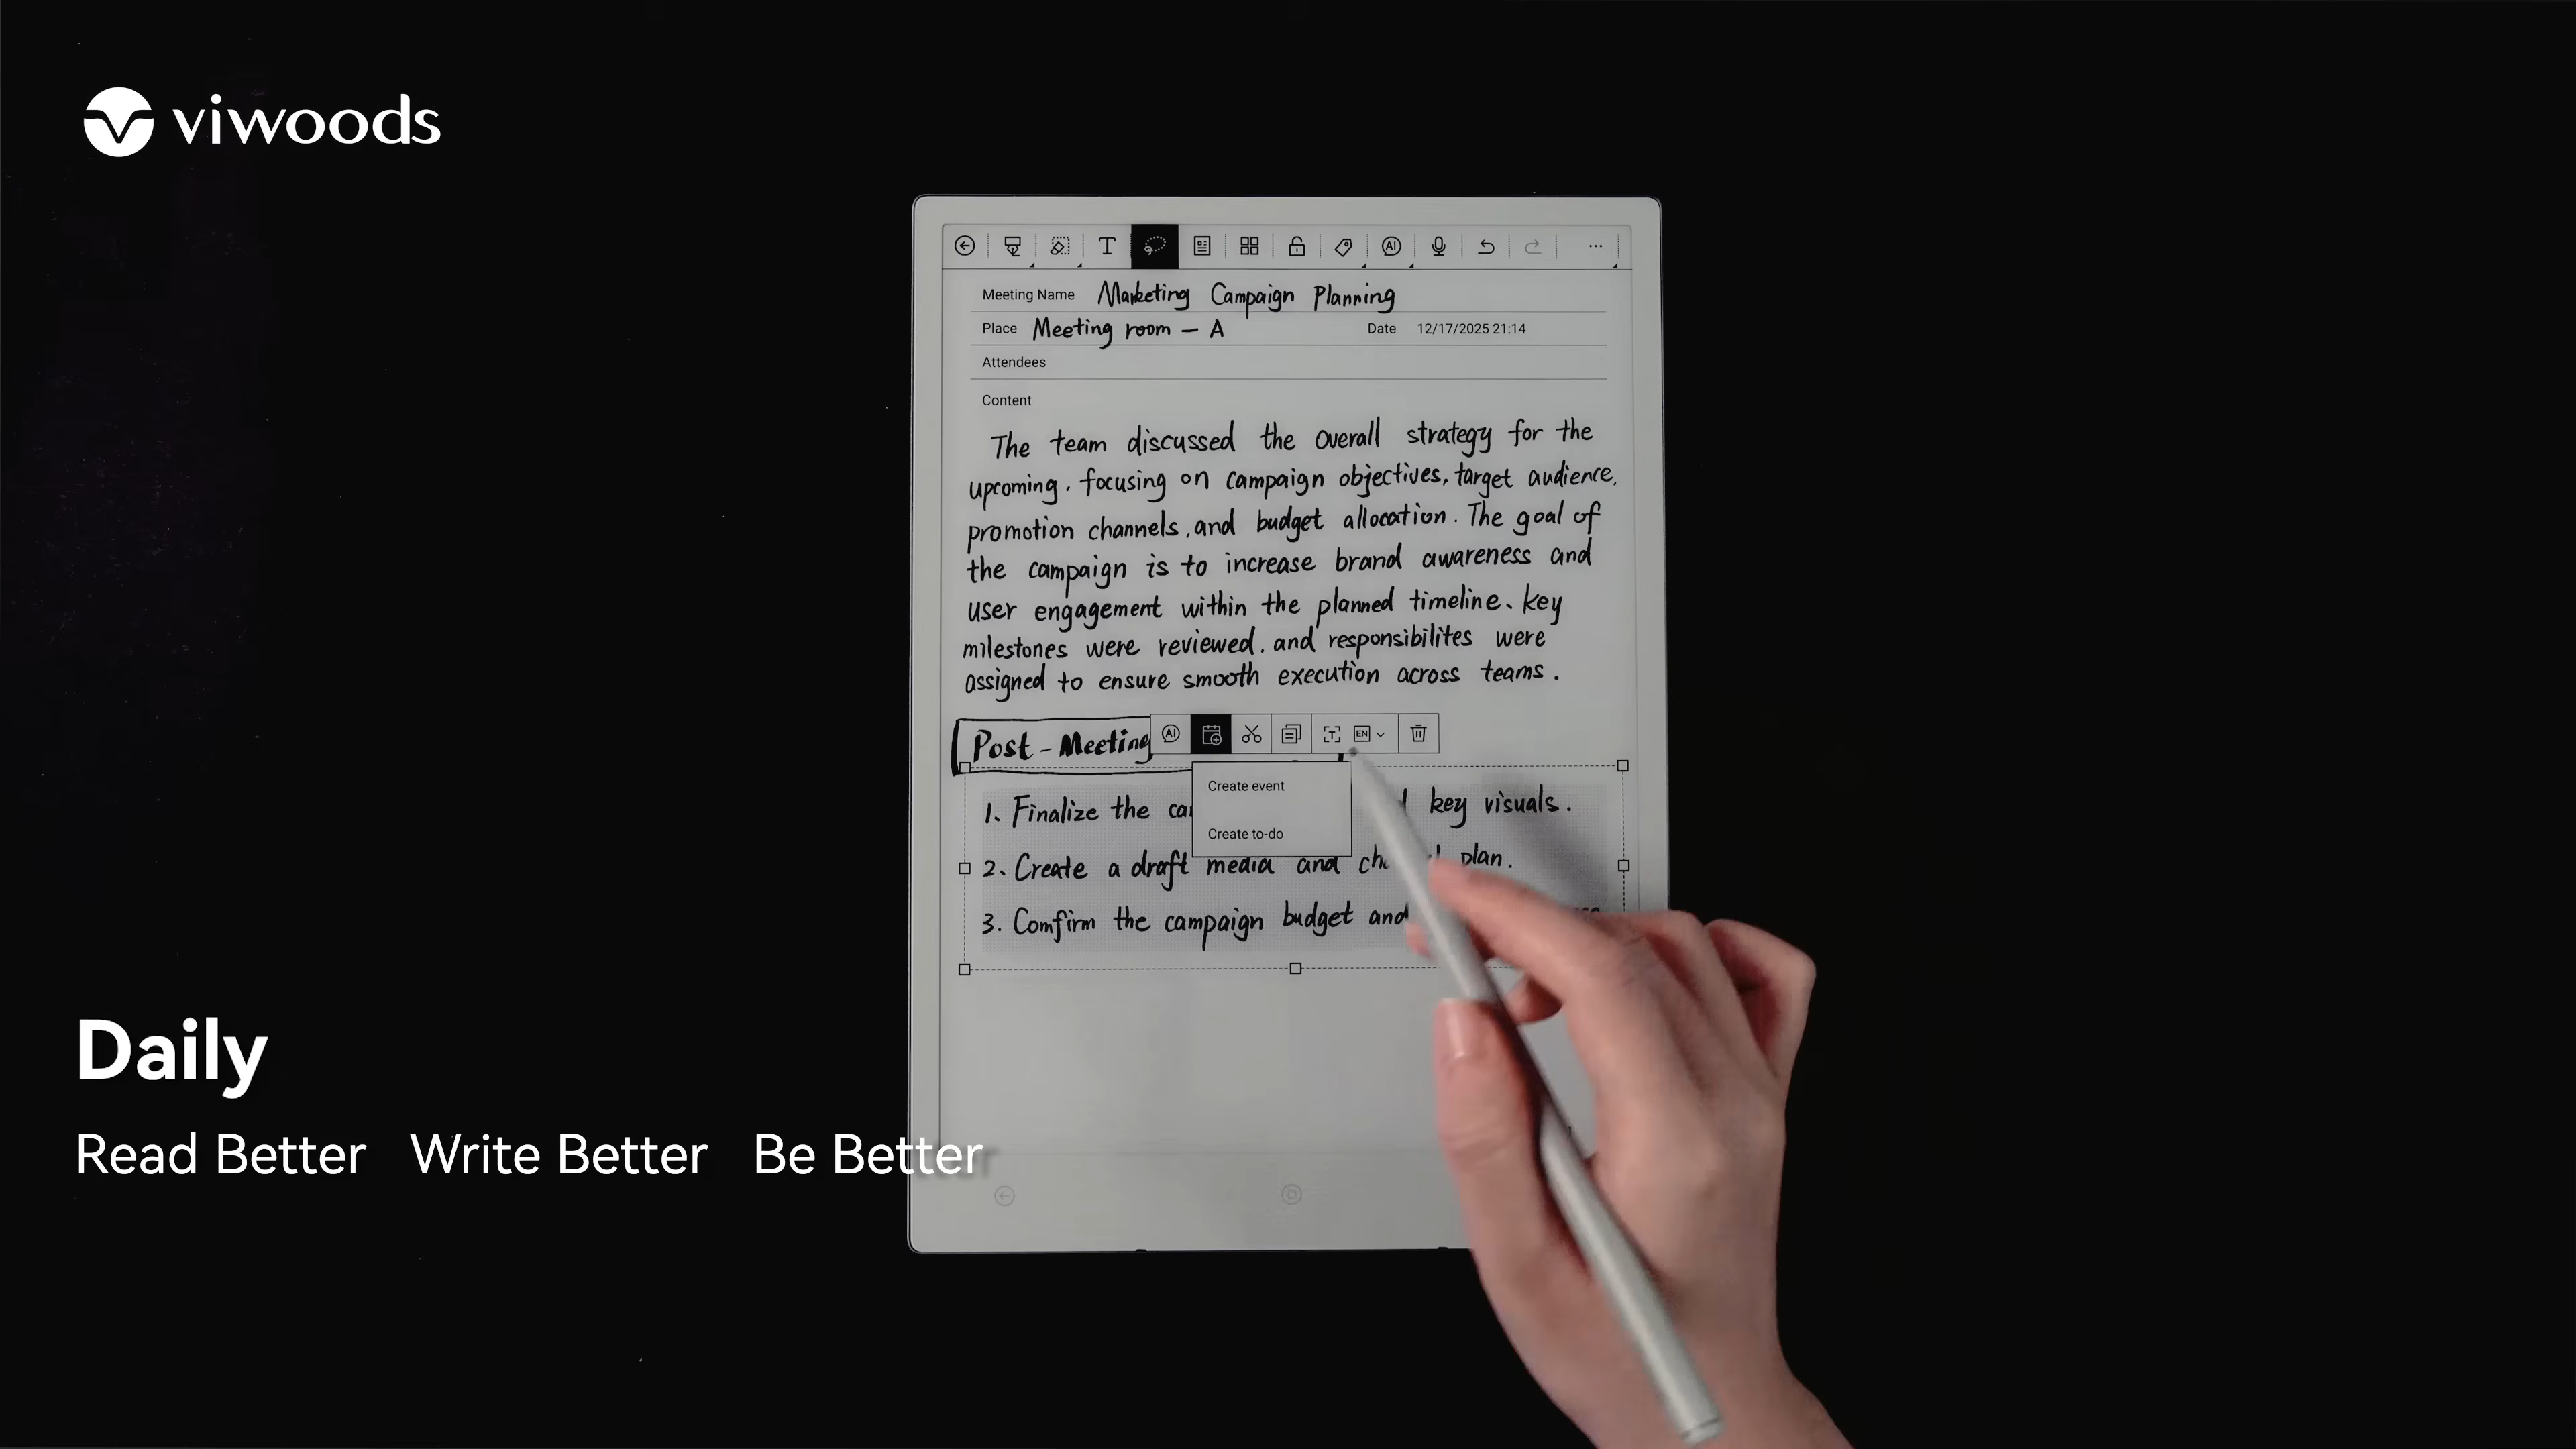 viwoods
Meeting Name Marketing Campaign Planning
Place Meeting room - A Date 12/17/2025 21:14
Attendees
Content
The team discussed the overall strategy for the
upcoming, focusing on campaign objectives, target audience,
promotion channels, and budget allocation. The goal of
the campaign is to increase brand awareness and
user engagement within the planned timeline. key
milestones were reviewed, and responsibilites were
assigned to ensure smooth execution across teams.
Post - Meeting
EN
Create event
Create to-do
1. Finalize the key visuals.
2. Create a draft media and plan.
3. Comfirm the campaign budget and
Daily
Read Better Write Better Be Better